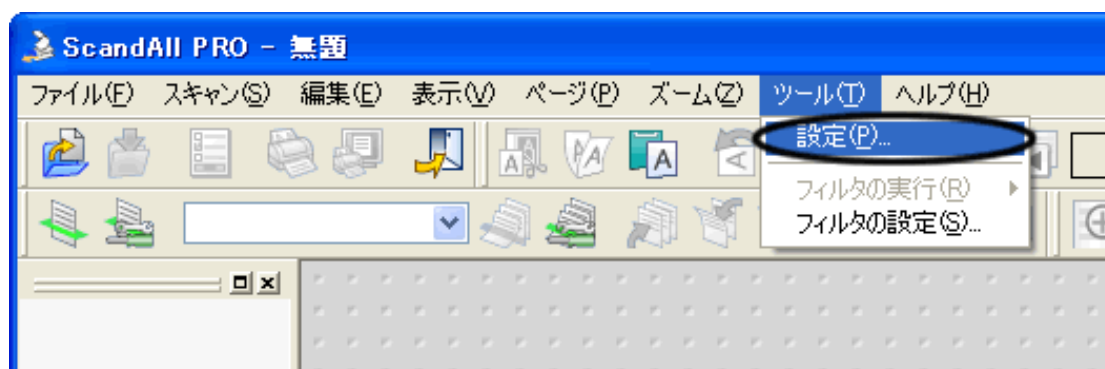 ScandAll PRO - 無題
ファイル(F) スキャン(S) 編集(E) 表示(V) ページ(P) ズーム(Z) ツール(T) ヘルプ(H)
設定(P)...
フィルタの実行(R)
フィルタの設定(S)...